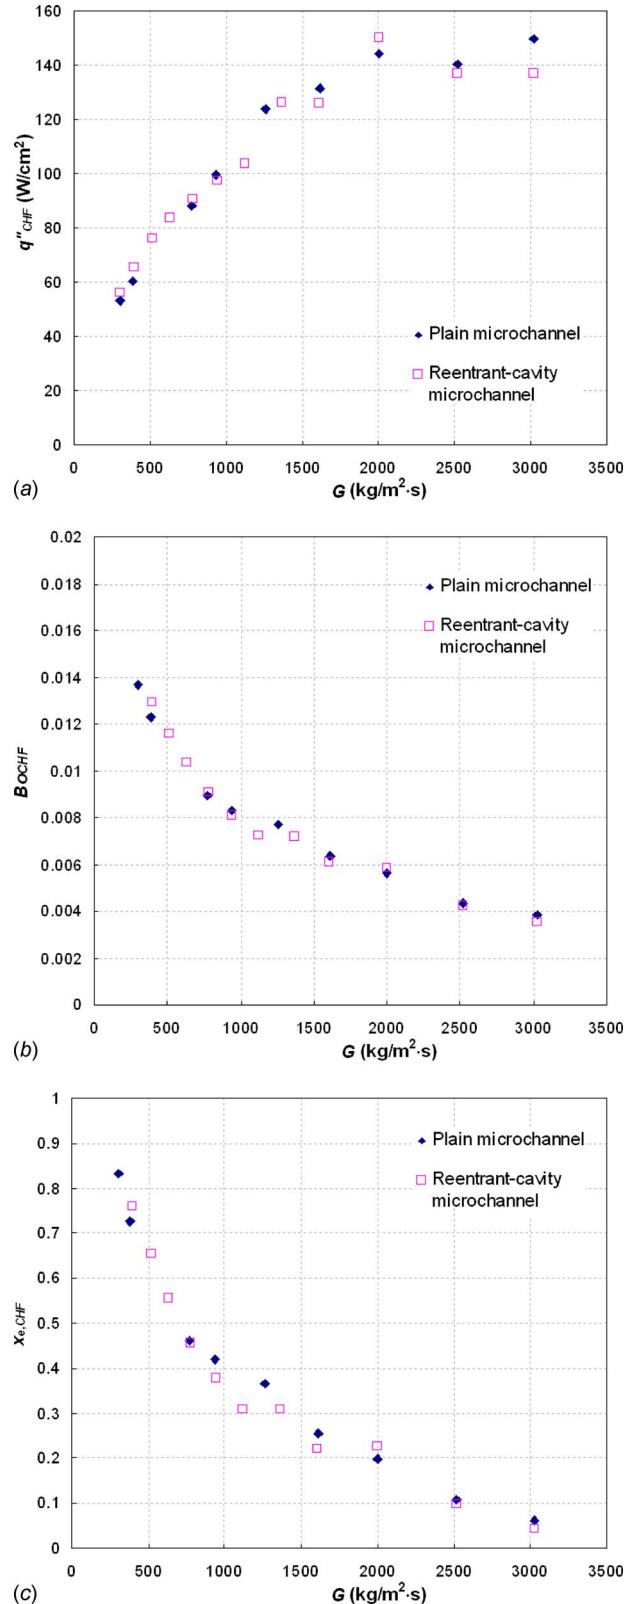 160
140
120
100
80
60
40
20
0
q"CHF (W/cm²)
Plain microchannel
Reentrant-cavity
microchannel
0 500 1000 1500 2000 2500 3000 3500
G (kg/m²·s)
(a)
0.02
0.018
0.016
0.014
0.012
0.01
0.008
0.006
0.004
0.002
0
BoCHF
Plain microchannel
Reentrant-cavity
microchannel
0 500 1000 1500 2000 2500 3000 3500
G (kg/m²·s)
(b)
1
0.9
0.8
0.7
0.6
0.5
0.4
0.3
0.2
0.1
0
xe,CHF
Plain microchannel
Reentrant-cavity
microchannel
0 500 1000 1500 2000 2500 3000 3500
G (kg/m²·s)
(c)